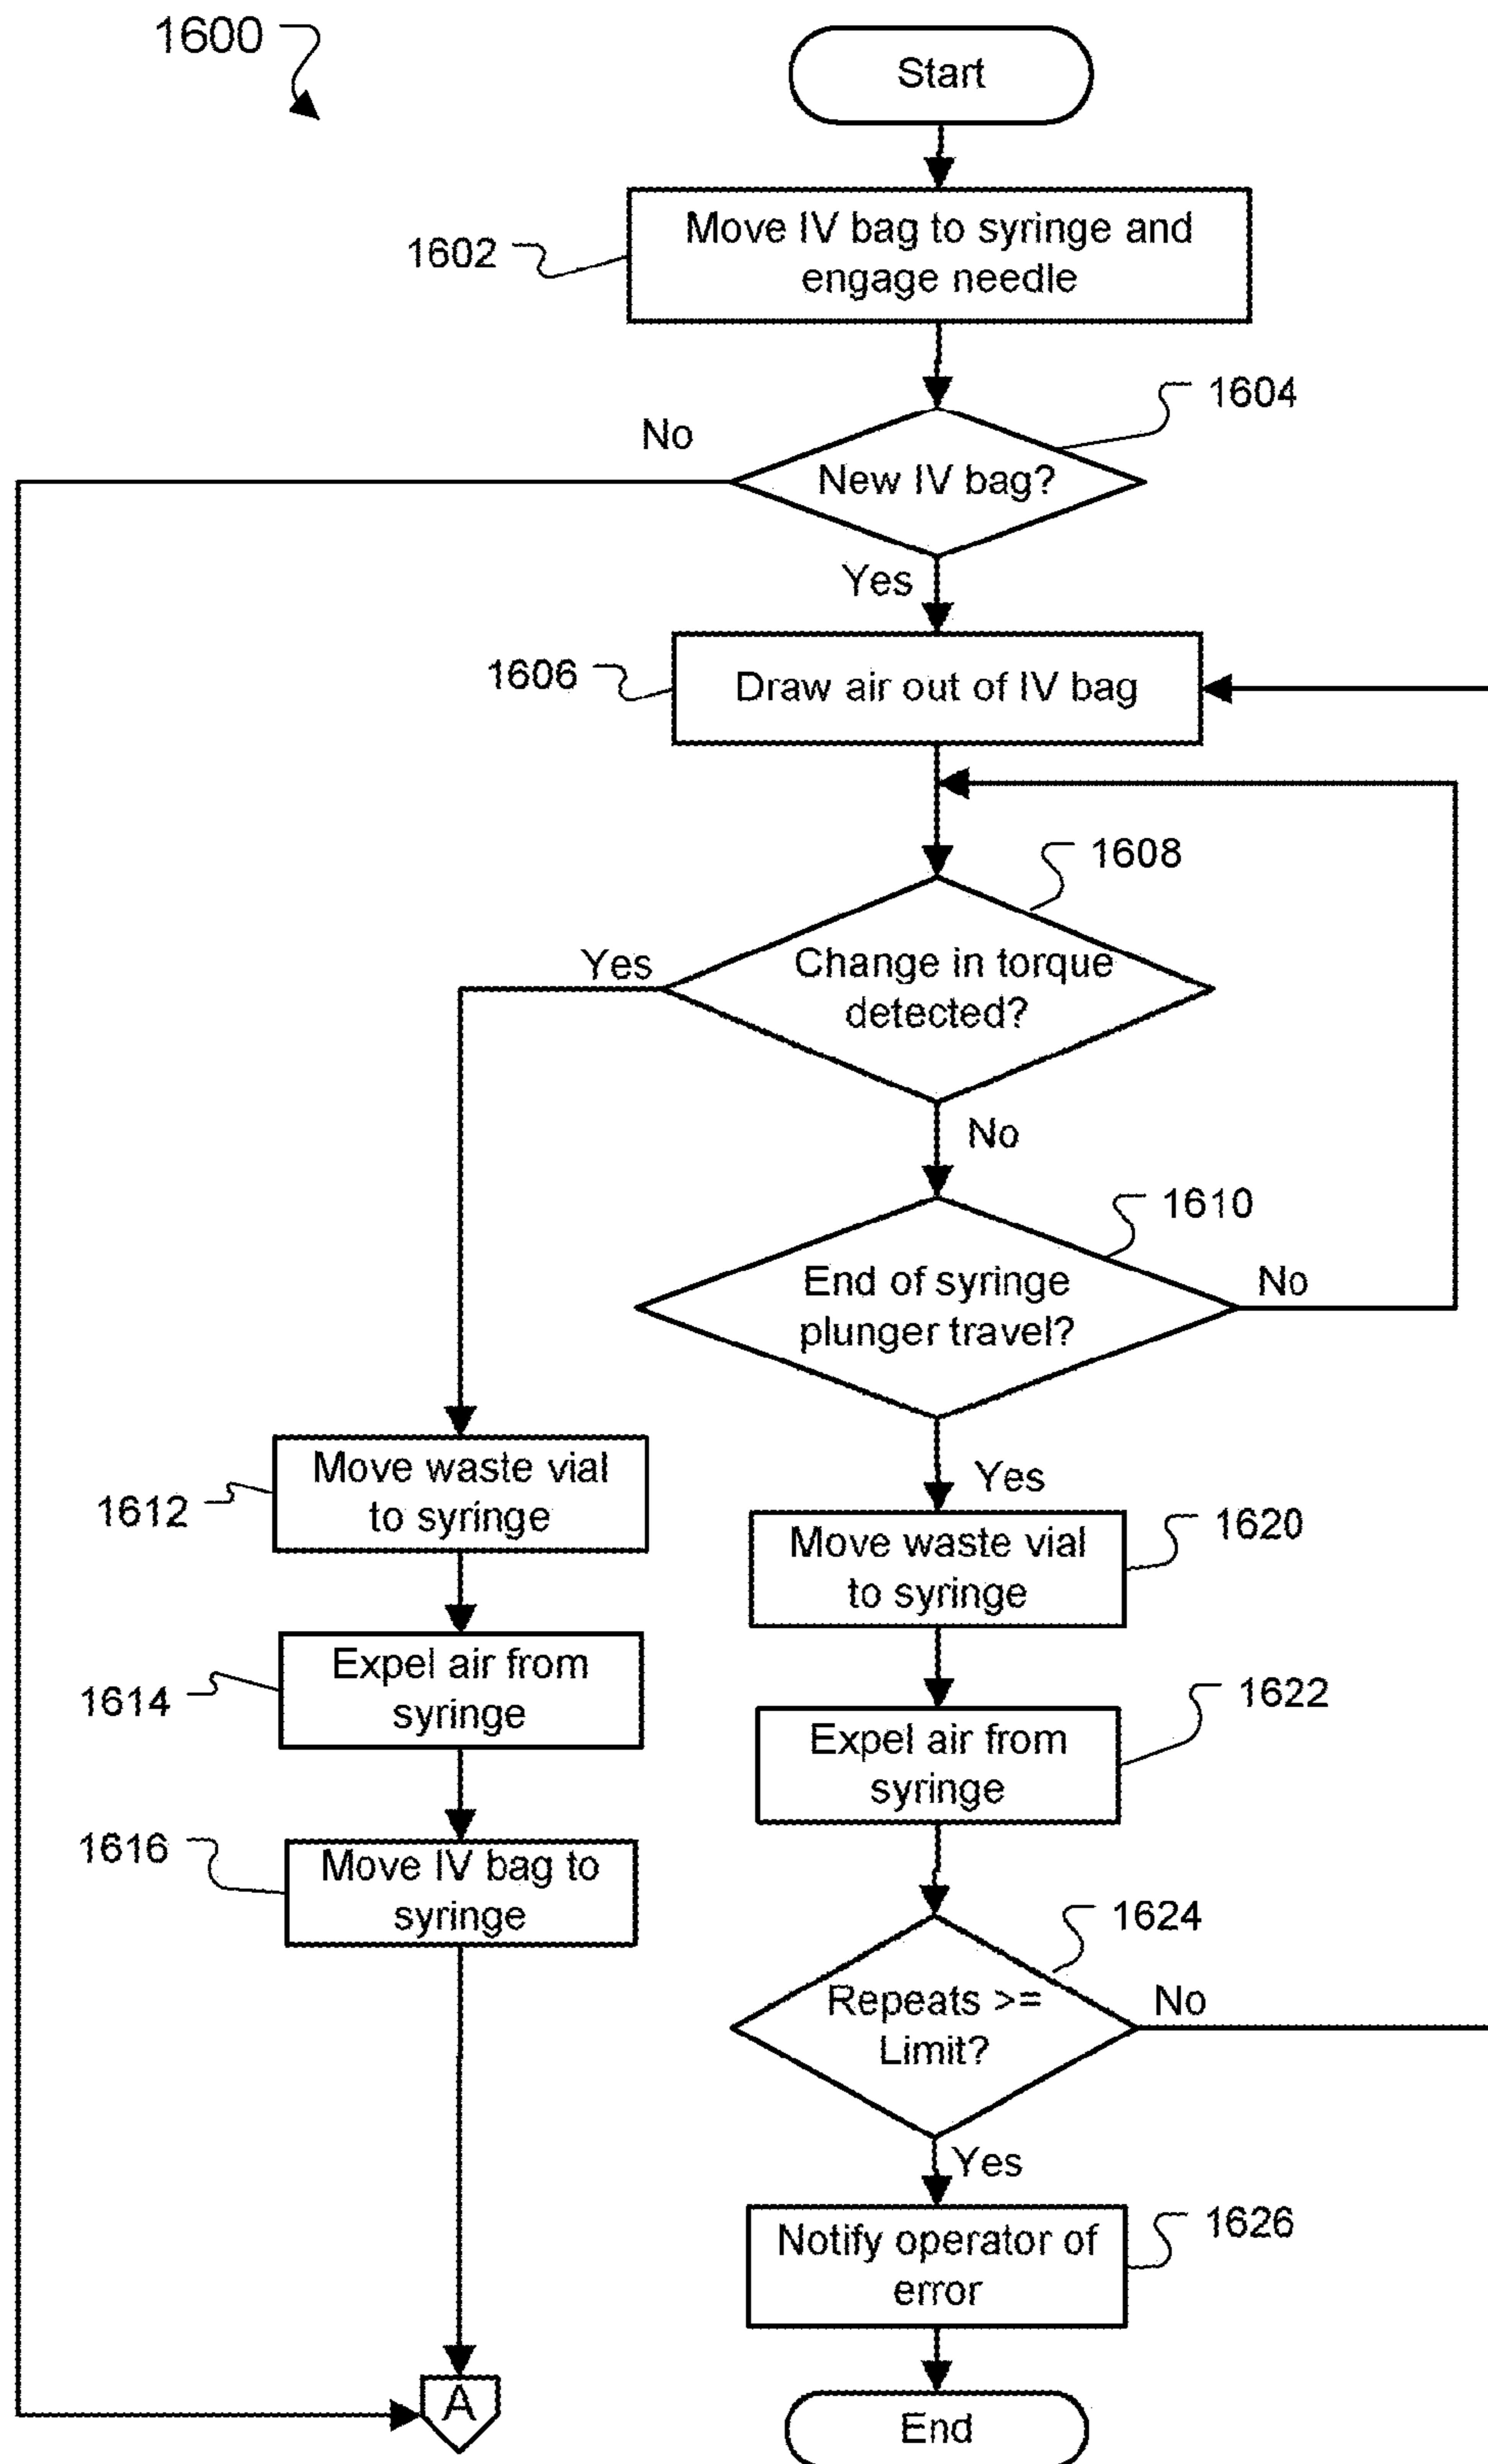 1600
Start
Move IV bag to syringe and
engage needle
1602
1604
No
New IV bag?
Yes
1606
Draw air out of IV bag
1608
Yes
Change in torque
detected?
No
1610
End of syringe
plunger travel?
No
Move waste vial
to syringe
1612
Yes
Move waste vial
to syringe
1620
Expel air from
syringe
1614
Expel air from
syringe
1622
1616
Move IV bag to
syringe
1624
Repeats >=
Limit?
No
Yes
Notify operator of
error
1626
A
End